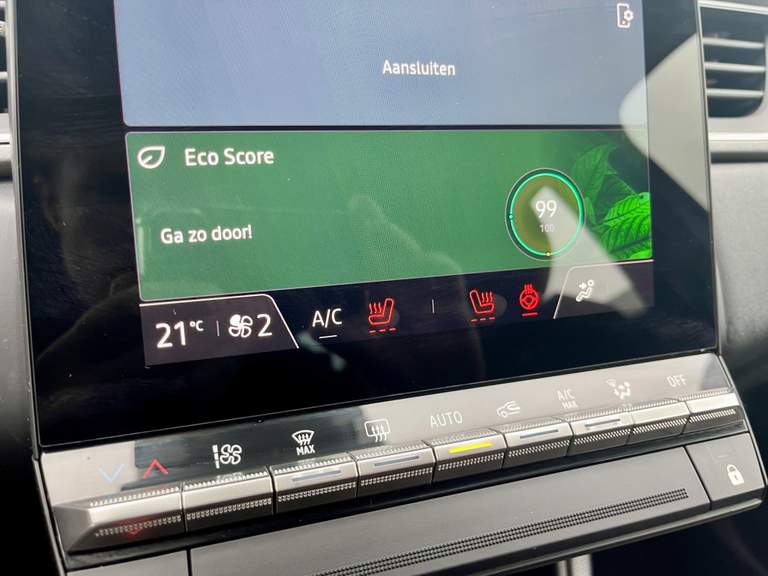 Aansluiten
Eco Score
Ga zo door!
99
100
21°C
2
A/C
MAX
AUTO
A/C
MAX
OFF